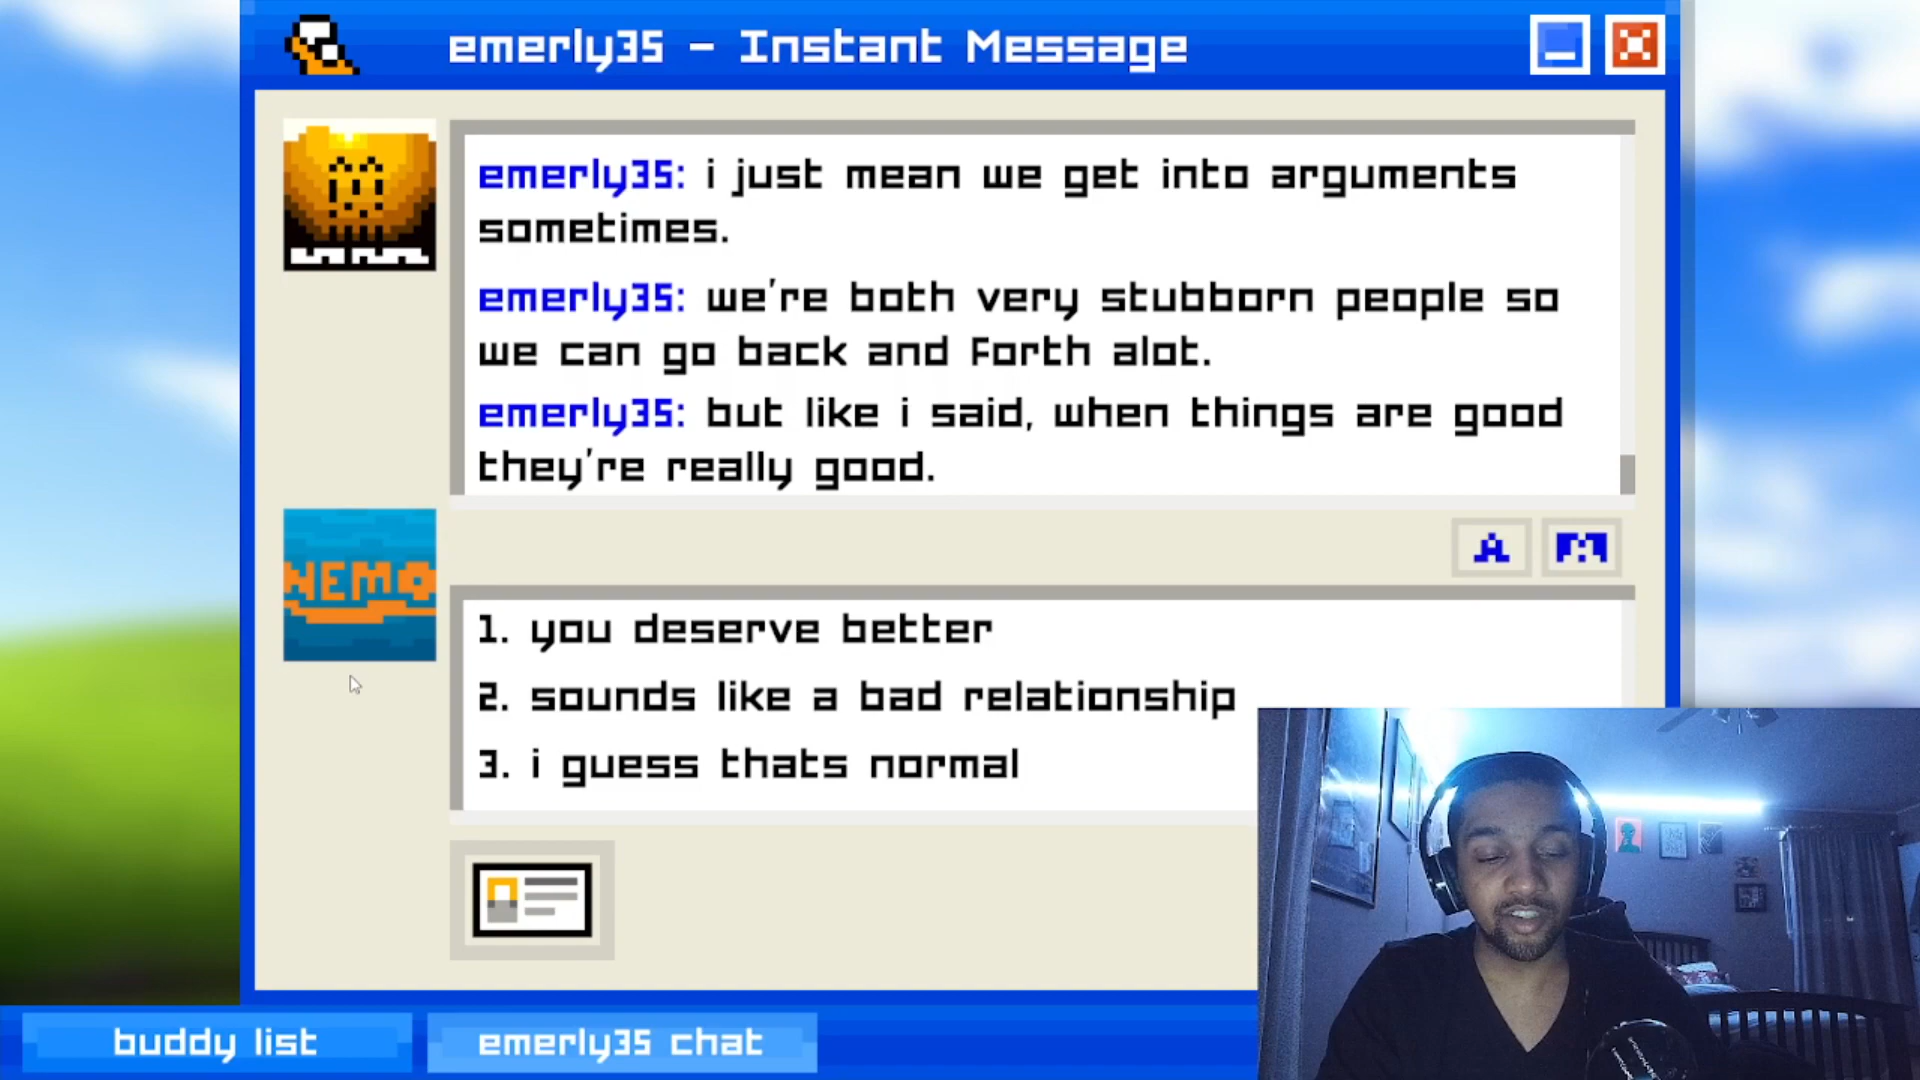 emerly35 - Instant Message
emerly35: i just mean we get into arguments
sometimes.
emerly35: we're both very stubborn people so
we can go back and forth alot.
emerly35: but like i said, when things are good
they're really good.
A
NEMO
1. you deserve better
2. sounds like a bad relationship
3. i guess thats normal
buddy list
emerly35 chat